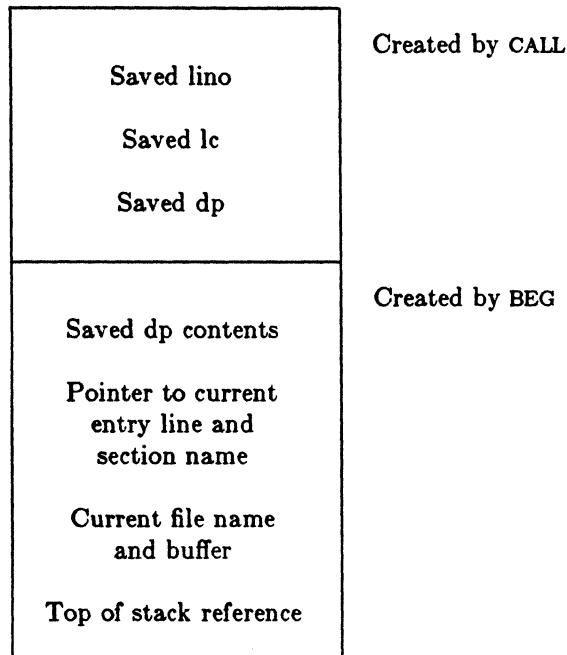 Created by CALL
Saved lino
Saved lc
Saved dp
Created by BEG
Saved dp contents
Pointer to current
entry line and
section name
Current file name
and buffer
Top of stack reference